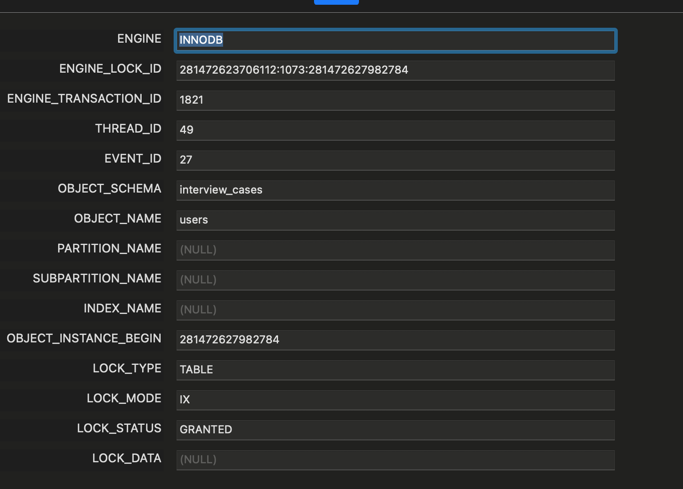 ENGINE INNODB
ENGINE_LOCK_ID 281472623706112:1073:281472627982784
ENGINE_TRANSACTION_ID 1821
THREAD_ID 49
EVENT_ID 27
OBJECT_SCHEMA interview_cases
OBJECT_NAME users
PARTITION_NAME (NULL)
SUBPARTITION_NAME (NULL)
INDEX_NAME (NULL)
OBJECT_INSTANCE_BEGIN 281472627982784
LOCK_TYPE TABLE
LOCK_MODE IX
LOCK_STATUS GRANTED
LOCK_DATA (NULL)